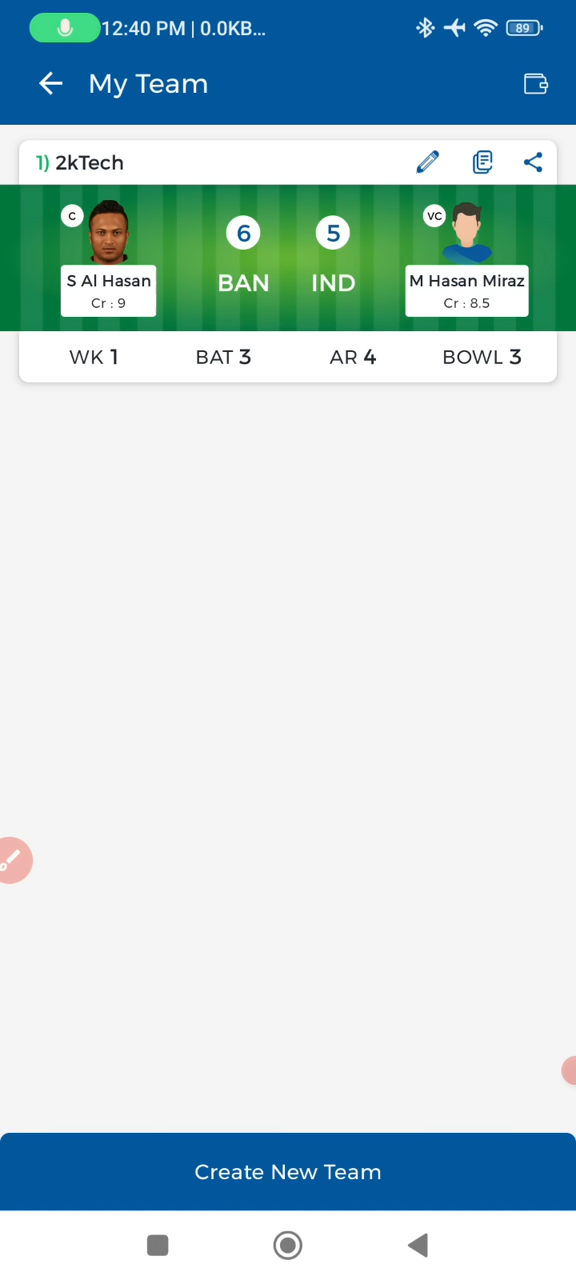 12:40 PM | 0.0KB... 89
My Team
1) 2kTech
C 6 5 VC
S Al Hasan BAN IND M Hasan Miraz
Cr : 9 Cr : 8.5
WK 1 BAT 3 AR 4 BOWL 3
Create New Team